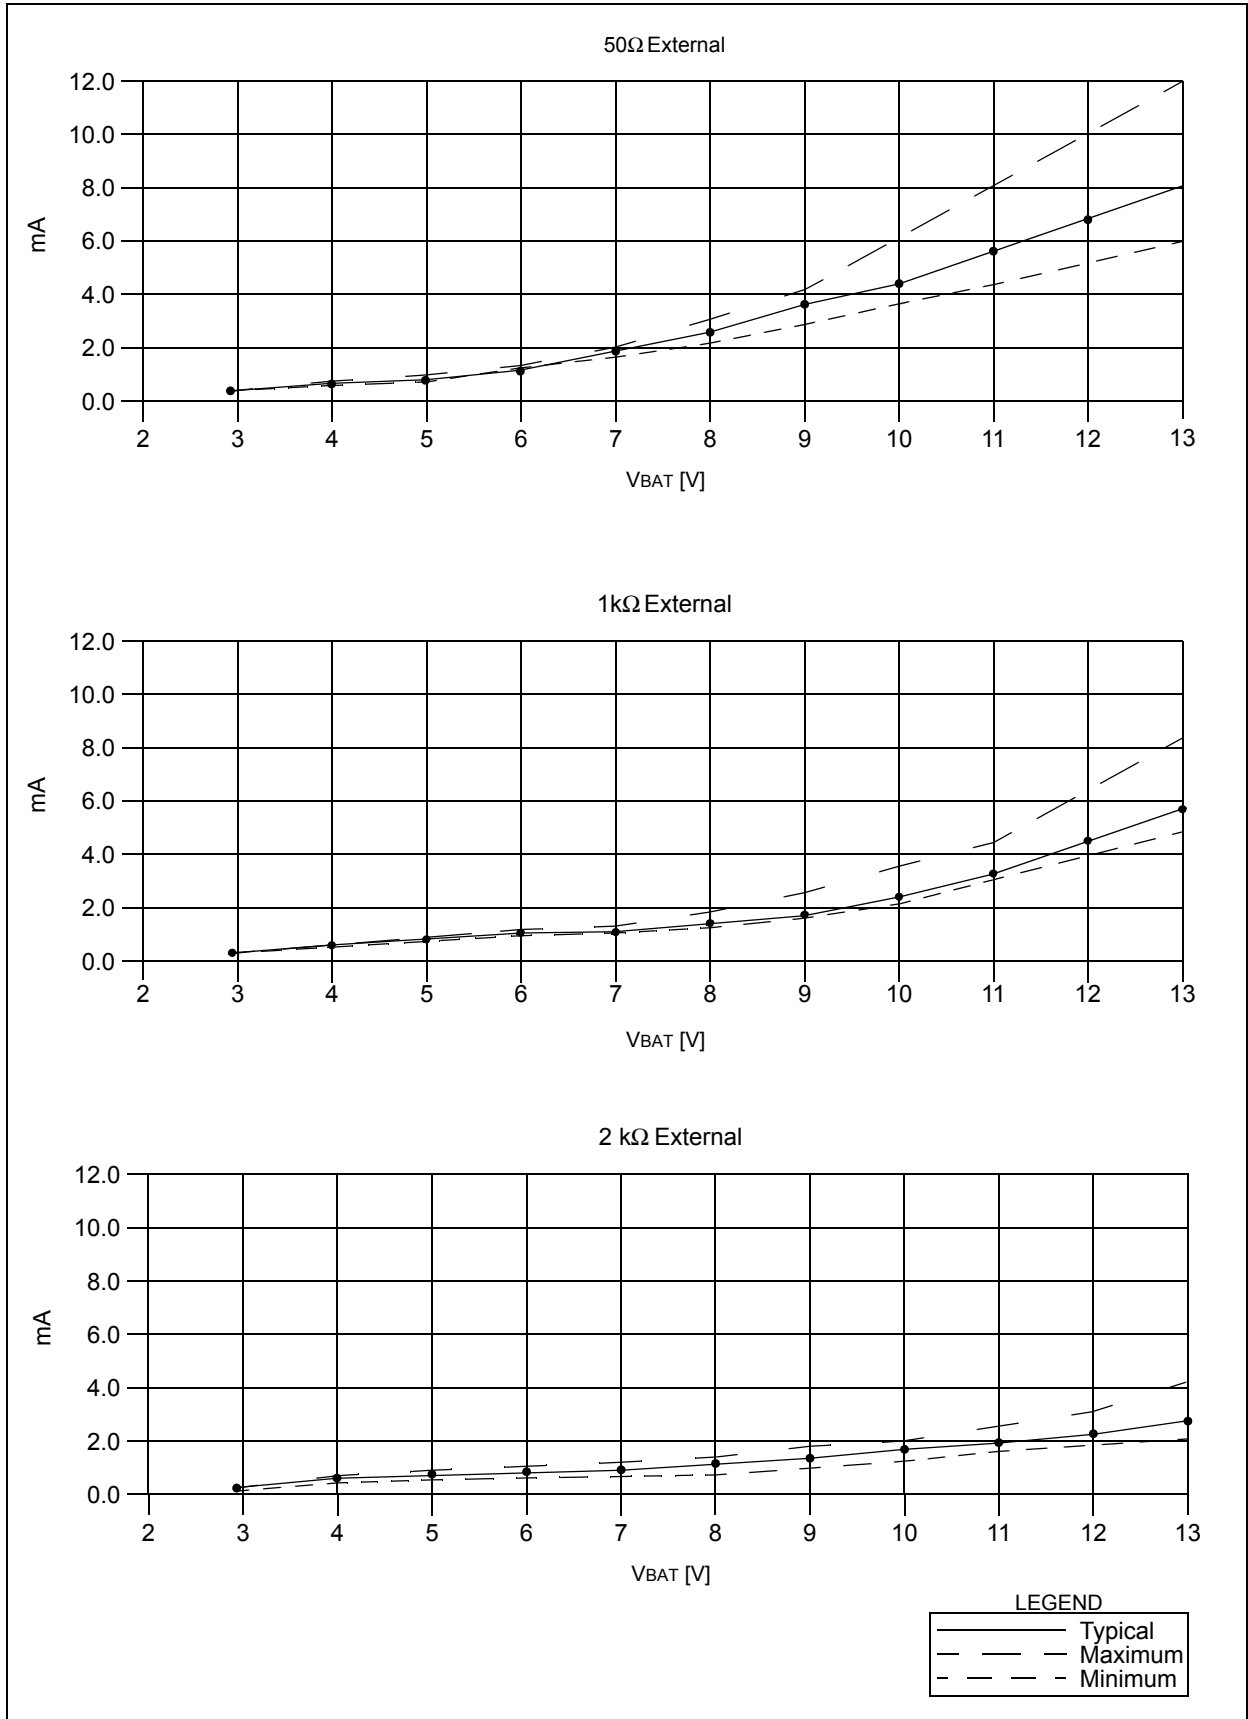 50Ω External
12.0
10.0
8.0
6.0
4.0
2.0
0.0
mA
2 3 4 5 6 7 8 9 10 11 12 13
VBAT [V]
1kΩ External
12.0
10.0
8.0
6.0
4.0
2.0
0.0
mA
2 3 4 5 6 7 8 9 10 11 12 13
VBAT [V]
2 kΩ External
12.0
10.0
8.0
6.0
4.0
2.0
0.0
mA
2 3 4 5 6 7 8 9 10 11 12 13
VBAT [V]
LEGEND
Typical
Maximum
Minimum